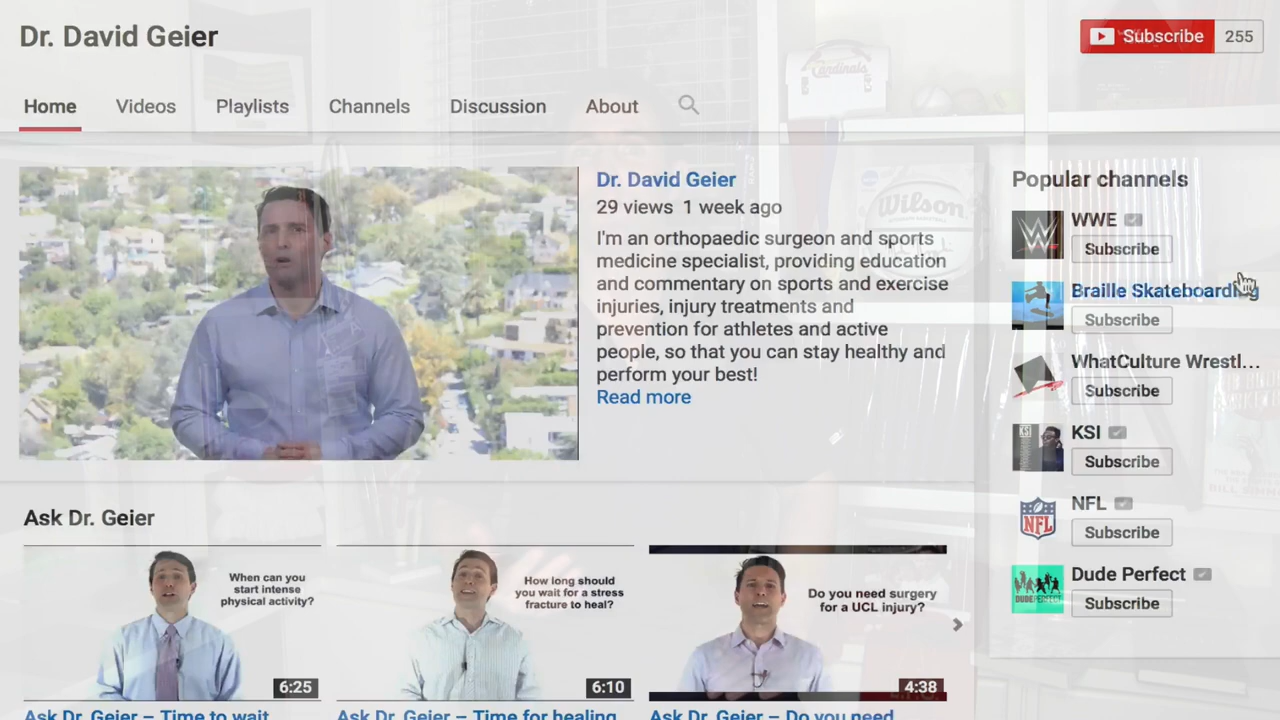 Dr. David Geier
Subscribe 255
Home Videos Playlists Channels Discussion About
Cardinals
Wilson
Dr. David Geier
29 views 1 week ago
I'm an orthopaedic surgeon and sports
medicine specialist, providing education
and commentary on sports and exercise
injuries, injury treatments and
prevention for athletes and active
people, so that you can stay healthy and
perform your best!
Read more
Popular channels
WWE
Subscribe
Braille Skateboarding
Subscribe
WhatCulture Wrestl...
Subscribe
KSI
KSI
Subscribe
NFL
NFL
Subscribe
DUDE PERFECT
Dude Perfect
Subscribe
Ask Dr. Geier
When can you
start intense
physical activity?
6:25
How long should
you wait for a stress
fracture to heal?
6:10
Do you need surgery
for a UCL injury?
4:38
Ask Dr. Geier – Time to wait
Ask Dr. Geier – Time for healing
Ask Dr. Geier – Do you need